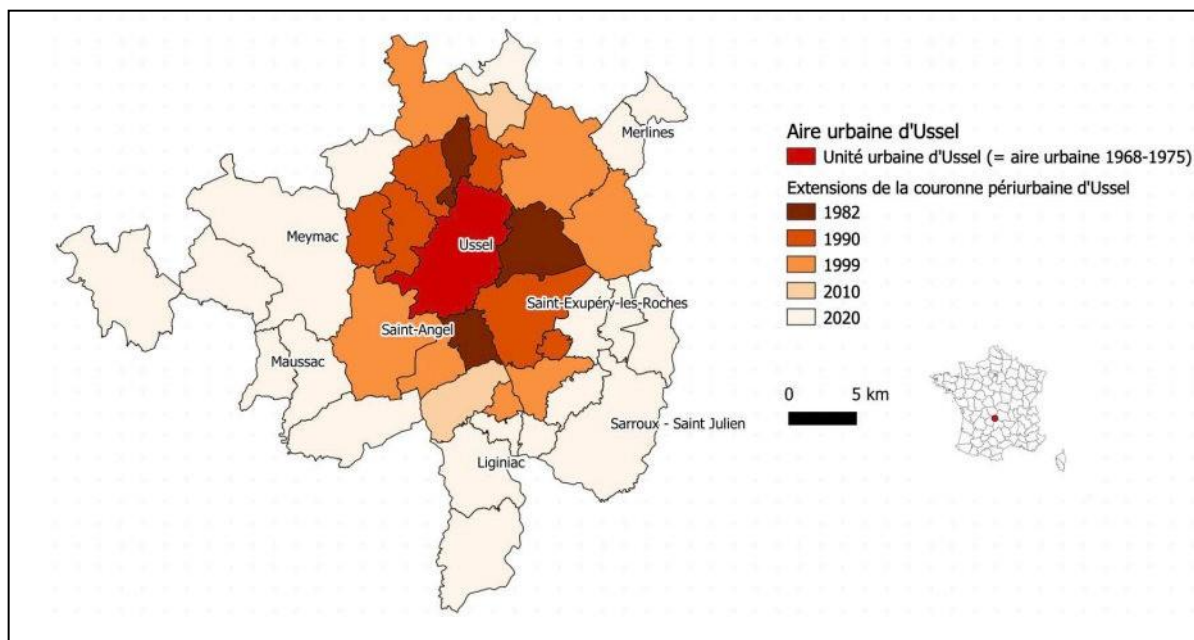 Merlines
Meymac
Ussel
Saint-Exupéry-les-Roches
Saint-Angel
Maussac
Sarroux - Saint Julien
Liginiac
Aire urbaine d'Ussel
Unité urbaine d'Ussel (= aire urbaine 1968-1975)
Extensions de la couronne périurbaine d'Ussel
1982
1990
1999
2010
2020
0 5 km